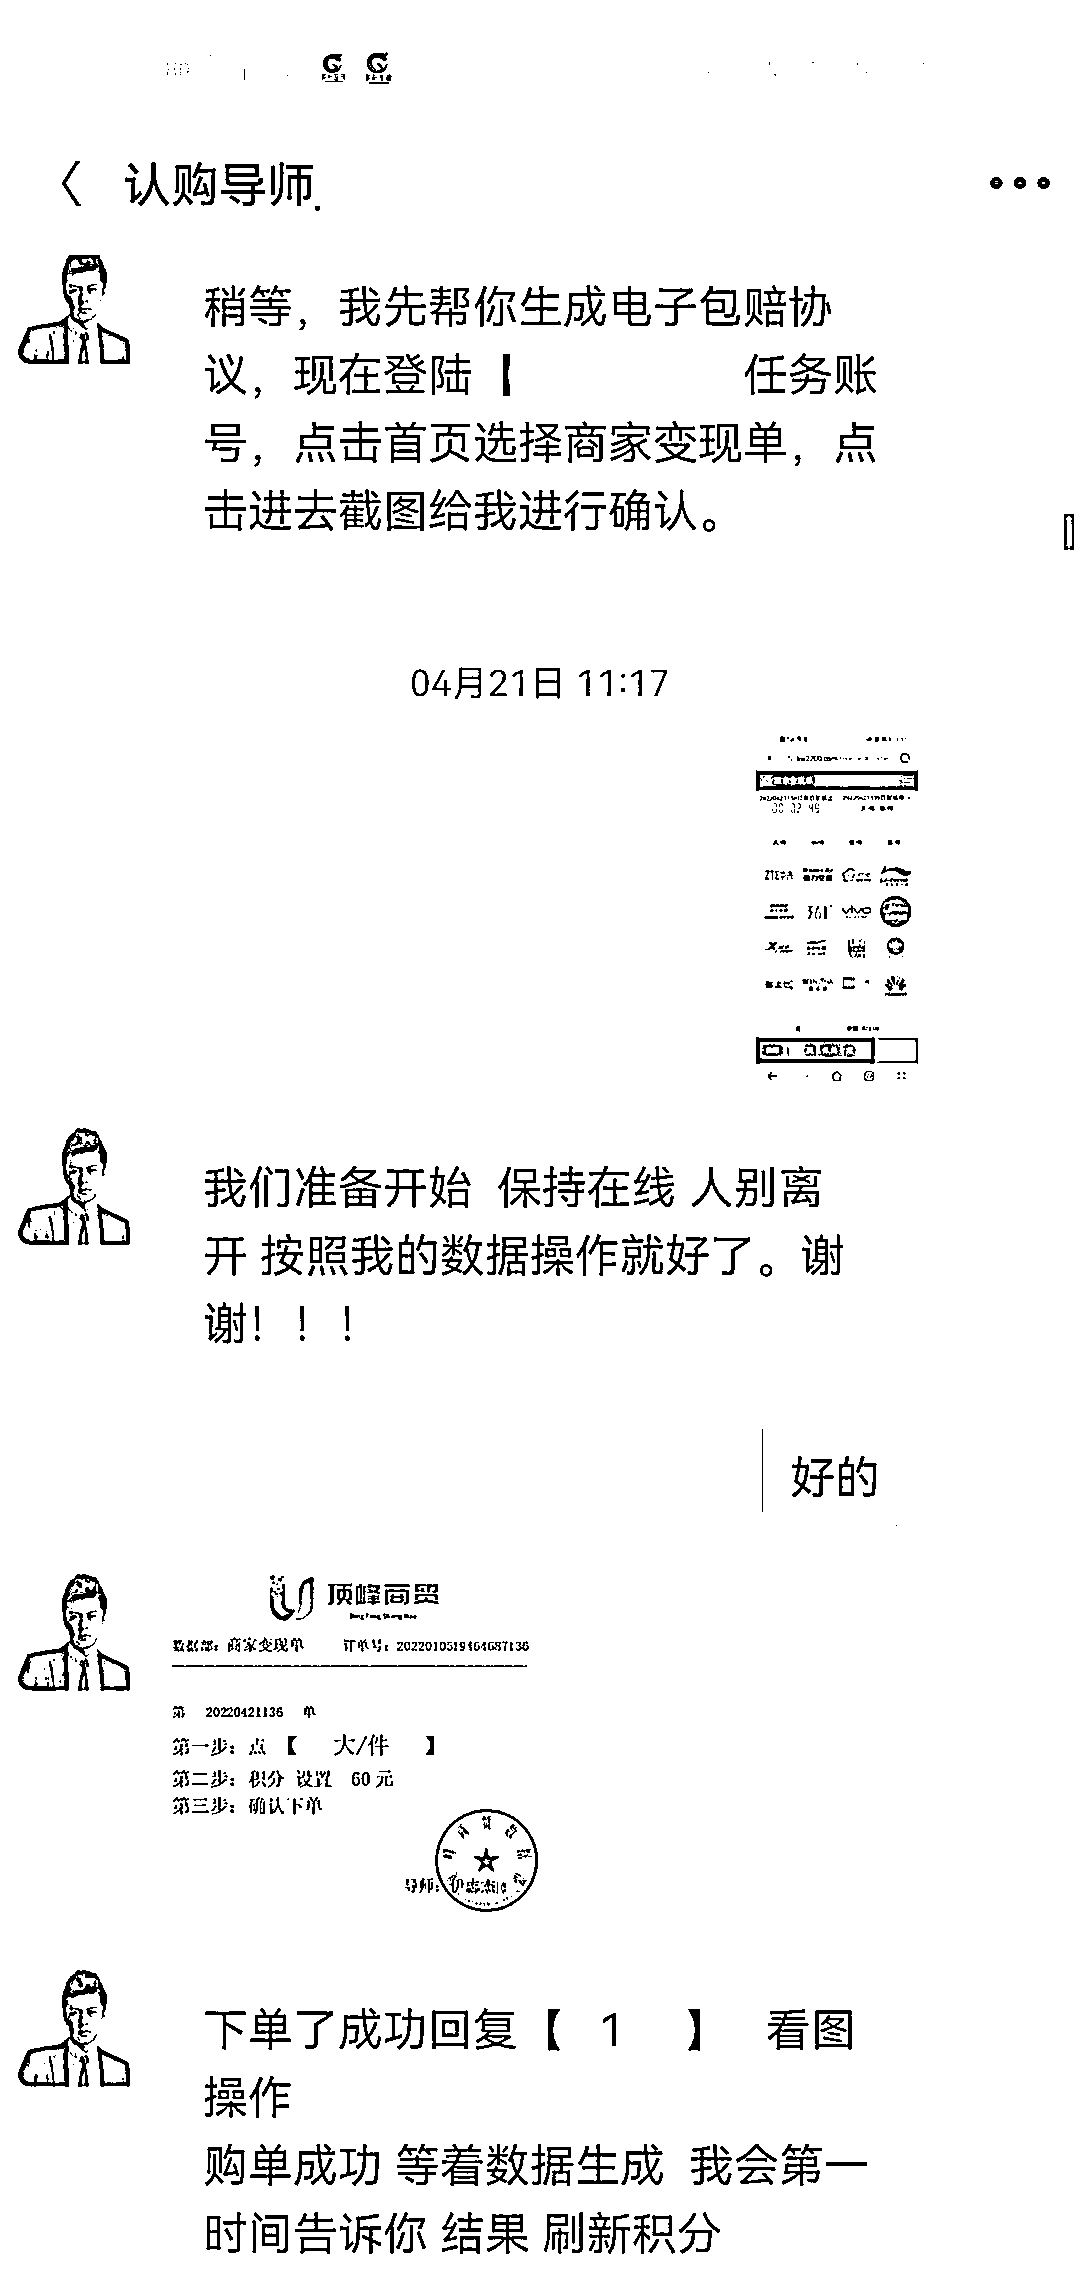 认购导师
稍等，我先帮你生成电子包赔协
议，现在登陆【 任务账
号，点击首页选择商家变现单，点
击进去截图给我进行确认。
04月21日 11:17
361°
vivo
我们准备开始 保持在线 人别离
开 按照我的数据操作就好了。谢
谢！！！
好的
顶峰商贸
数据部：商家变现单 订单号：2022010519464687136
第 20220421136 单
第一步：点 【 大/件 】
第二步：积分 设置 60元
第三步：确认下单
导师：
下单了成功回复【 1 】 看图
操作
购单成功 等着数据生成 我会第一
时间告诉你 结果 刷新积分